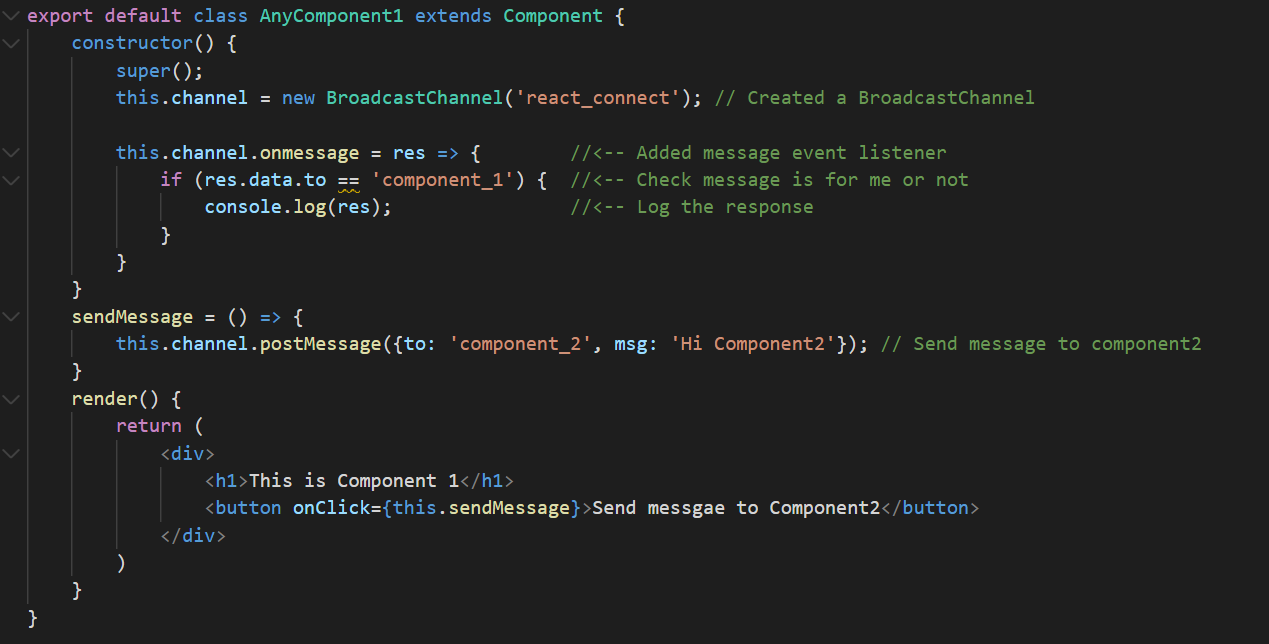 export default class AnyComponent1 extends Component {
    constructor() {
        super();
        this.channel = new BroadcastChannel('react_connect'); // Created a BroadcastChannel

        this.channel.onmessage = res => {        //<-- Added message event listener
            if (res.data.to == 'component_1') {  //<-- Check message is for me or not
                console.log(res);                //<-- Log the response
            }
        }
    }
    sendMessage = () => {
        this.channel.postMessage({to: 'component_2', msg: 'Hi Component2'}); // Send message to component2
    }
    render() {
        return (
            <div>
                <h1>This is Component 1</h1>
                <button onClick={this.sendMessage}>Send messgae to Component2</button>
            </div>
        )
    }
}